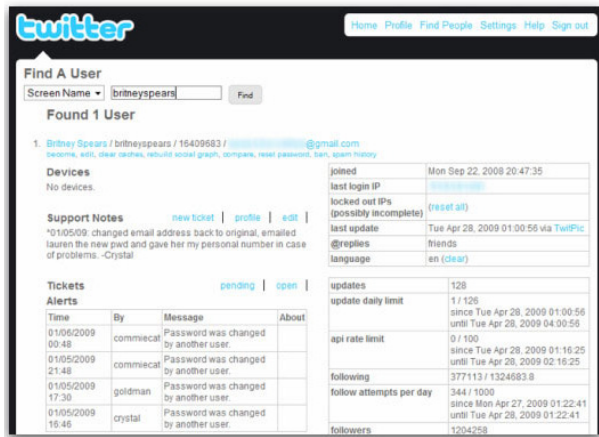 twitter
Home Profile Find People Settings Help Sign out
Find A User
Screen Name britneyspears Find
Found 1 User
1. Britney Spears / britneyspears / 16409683 / @gmail.com
become, edit, clear caches, rebuild social graph, compare, reset password, ban, spam history
Devices
No devices.
Support Notes new ticket | profile | edit |
*01/05/09: changed email address back to original, emailed
lauren the new pwd and gave her my personal number in case
of problems. -Crystal
Tickets pending | open |
Alerts
Time By Message About
01/06/2009 00:48 commiecat Password was changed by another user.
01/05/2009 21:48 commiecat Password was changed by another user.
01/05/2009 17:30 goldman Password was changed by another user.
01/05/2009 16:46 crystal Password was changed by another user.
joined Mon Sep 22, 2008 20:47:35
last login IP
locked out IPs (possibly incomplete) (reset all)
last update Tue Apr 28, 2009 01:00:56 via TwitPic
@replies friends
language en (clear)
updates 128
update daily limit 1 / 126
since Tue Apr 28, 2009 01:00:56
until Tue Apr 28, 2009 04:00:56
api rate limit 0 / 100
since Tue Apr 28, 2009 01:16:25
until Tue Apr 28, 2009 02:16:25
following 377113 / 1324683.8
follow attempts per day 344 / 1000
since Mon Apr 27, 2009 01:22:41
until Tue Apr 28, 2009 01:22:41
followers 1204258